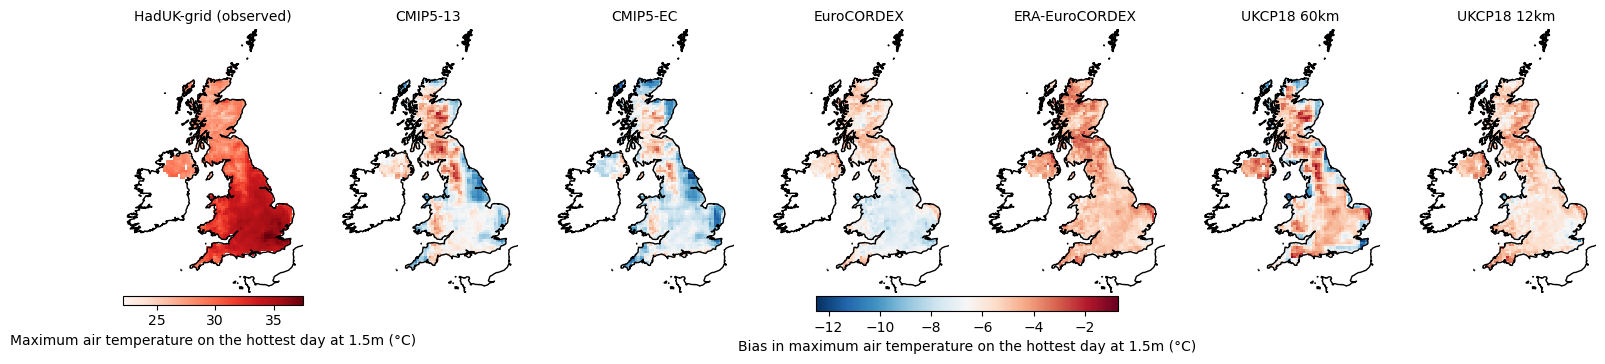 HadUK-grid (observed)
CMIP5-13
CMIP5-EC
EuroCORDEX
ERA-EuroCORDEX
UKCP18 60km
UKCP18 12km
25 30 35
Maximum air temperature on the hottest day at 1.5m (°C)
−12 −10 −8 −6 −4 −2
Bias in maximum air temperature on the hottest day at 1.5m (°C)